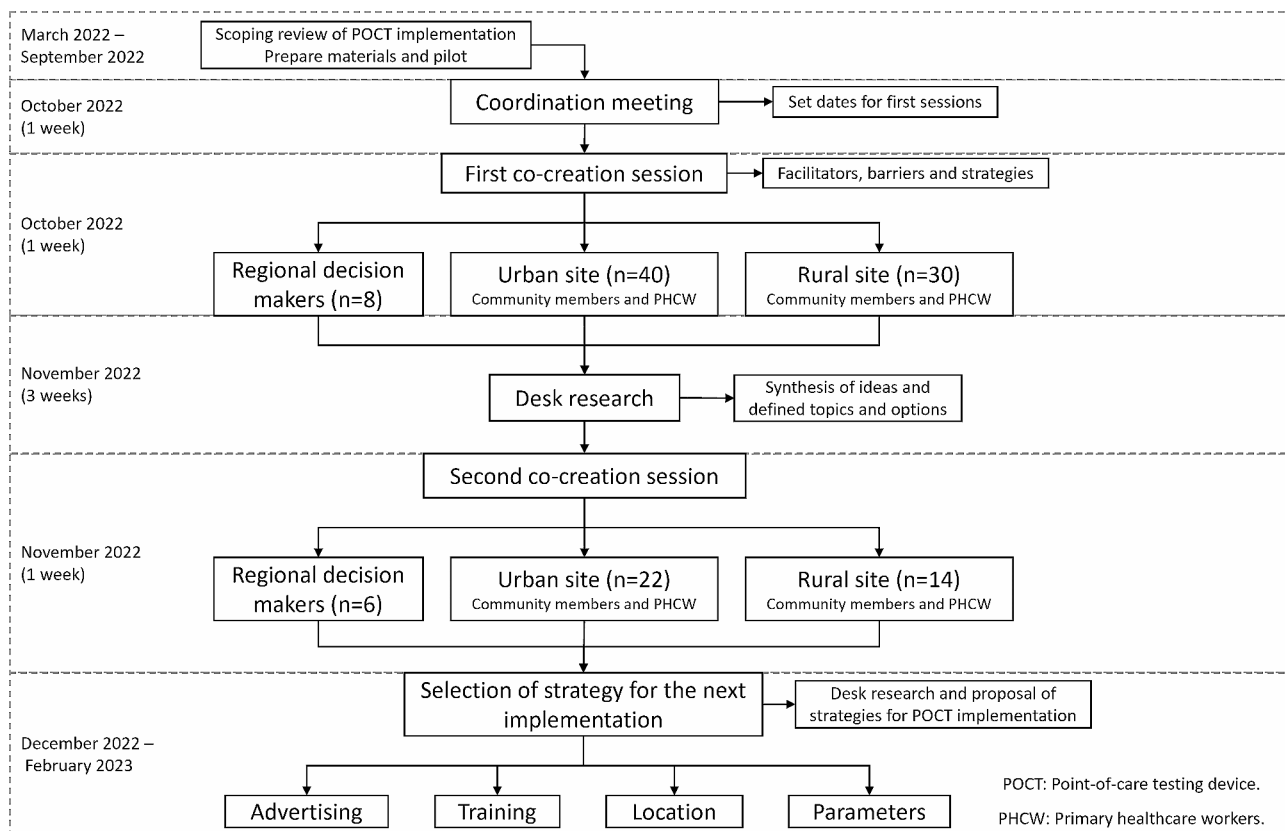 March 2022 –
September 2022
Scoping review of POCT implementation
Prepare materials and pilot
October 2022
(1 week)
Coordination meeting
Set dates for first sessions
First co-creation session
Facilitators, barriers and strategies
October 2022
(1 week)
Regional decision
makers (n=8)
Urban site (n=40)
Community members and PHCW
Rural site (n=30)
Community members and PHCW
November 2022
(3 weeks)
Desk research
Synthesis of ideas and
defined topics and options
Second co-creation session
November 2022
(1 week)
Regional decision
makers (n=6)
Urban site (n=22)
Community members and PHCW
Rural site (n=14)
Community members and PHCW
Selection of strategy for the next
implementation
Desk research and proposal of
strategies for POCT implementation
December 2022 –
February 2023
Advertising
Training
Location
Parameters
POCT: Point-of-care testing device.
PHCW: Primary healthcare workers.